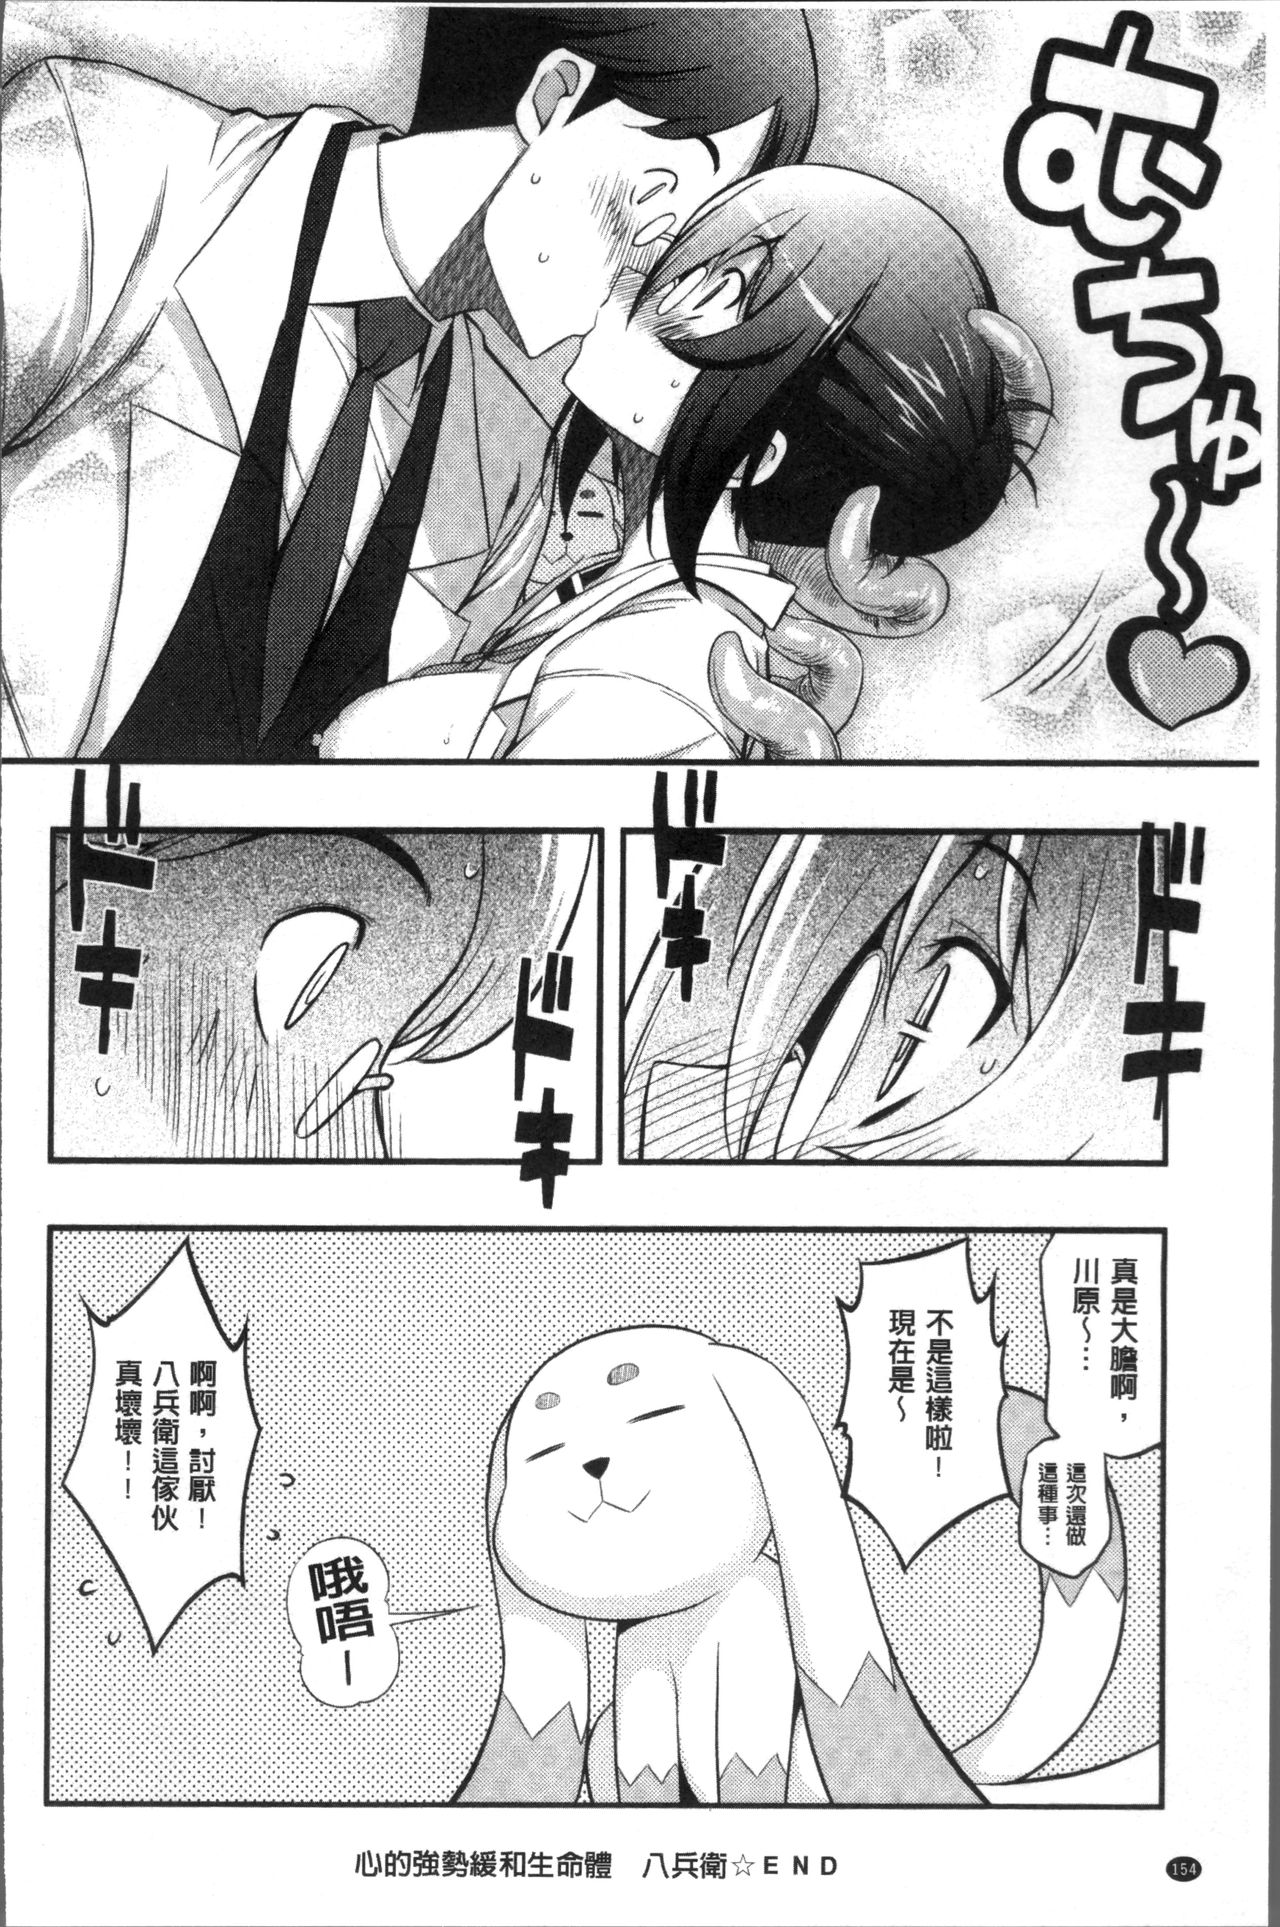 むちゅ～
ドキ
ドキ
ドキ
ドキ
真是大膽啊，
川原～…
這次還做
這種事…
不是這樣啦！
現在是～
哦唔－
啊啊，討厭！
八兵衛這傢伙
真壞壞！！
心的強勢緩和生命體　八兵衛☆END
154